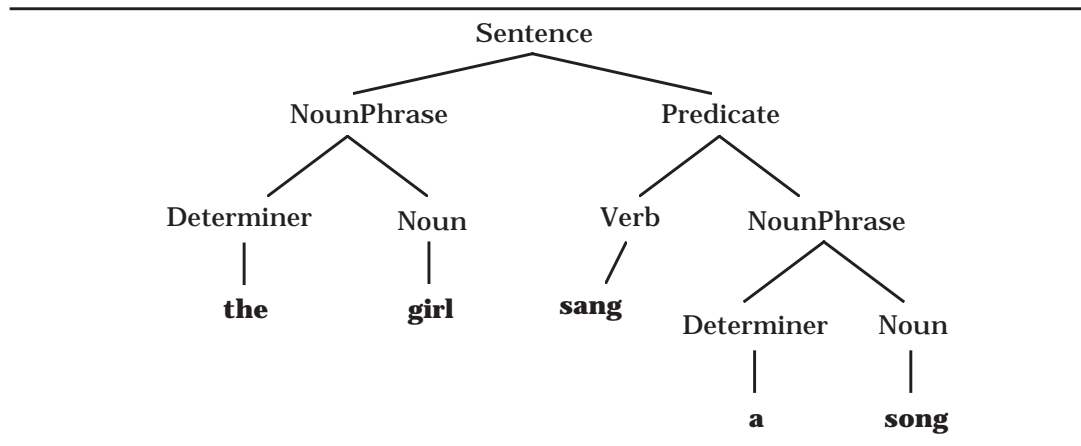 Sentence
NounPhrase Predicate
Determiner Noun Verb NounPhrase
the girl sang
Determiner Noun
a song